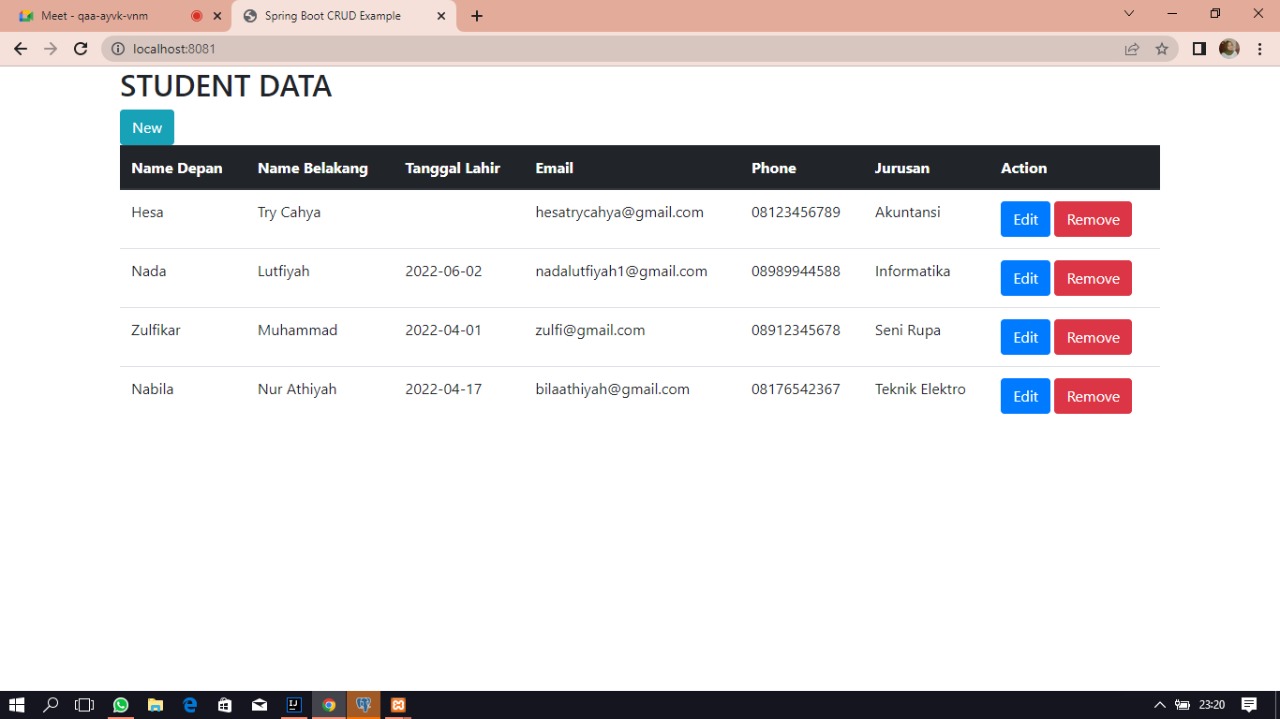 Meet - qaa-ayvk-vnm
Spring Boot CRUD Example
localhost:8081
STUDENT DATA
New
Name Depan Name Belakang Tanggal Lahir Email Phone Jurusan Action
Hesa Try Cahya hesatrycahya@gmail.com 08123456789 Akuntansi Edit Remove
Nada Lutfiyah 2022-06-02 nadalutfiyah1@gmail.com 08989944588 Informatika Edit Remove
Zulfikar Muhammad 2022-04-01 zulfi@gmail.com 08912345678 Seni Rupa Edit Remove
Nabila Nur Athiyah 2022-04-17 bilaathiyah@gmail.com 08176542367 Teknik Elektro Edit Remove
23:20